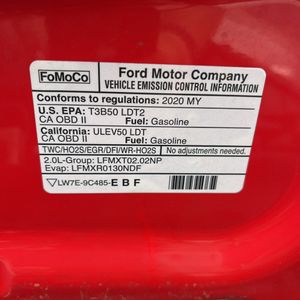 FoMoCo
Ford Motor Company
VEHICLE EMISSION CONTROL INFORMATION
Conforms to regulations: 2020 MY
U.S. EPA: T3B50 LDT2
CA OBD II Fuel: Gasoline
California: ULEV50 LDT
CA OBD II Fuel: Gasoline
TWC/HO2S/EGR/DFI/WR-HO2S
No adjustments needed.
2.0L-Group: LFMXT02.02NP
Evap: LFMXR0130NDF
LW7E-9C485-EBF